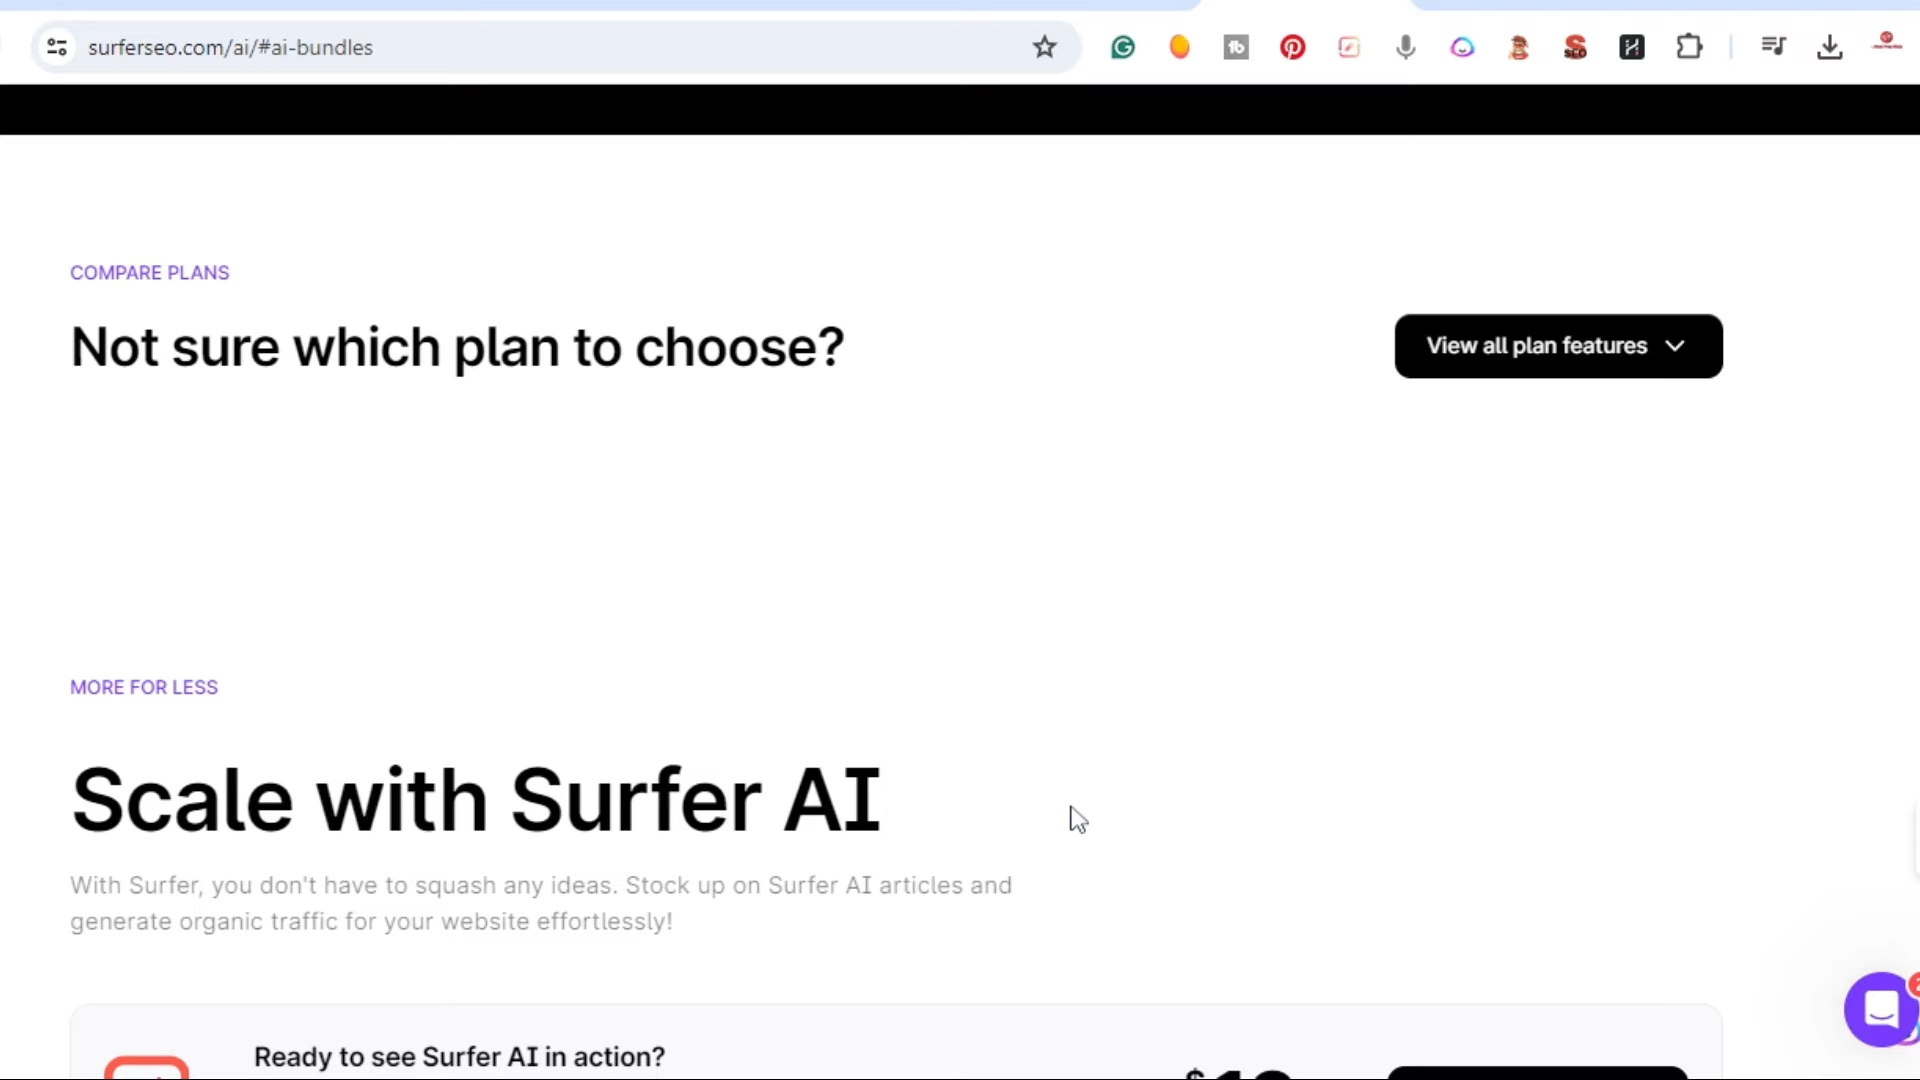 surferseo.com/ai/#ai-bundles
COMPARE PLANS
Not sure which plan to choose?
View all plan features
MORE FOR LESS
Scale with Surfer AI
With Surfer, you don't have to squash any ideas. Stock up on Surfer AI articles and
generate organic traffic for your website effortlessly!
Ready to see Surfer AI in action?